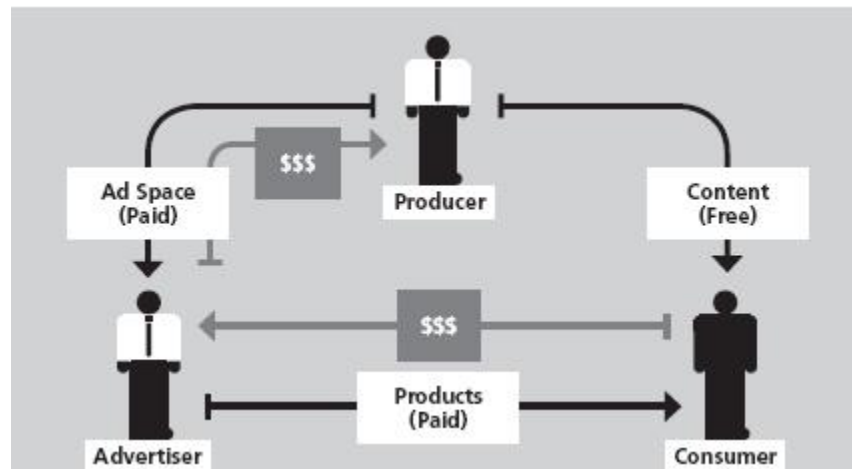 $$$
Ad Space
(Paid)
Producer
Content
(Free)
$$$
Products
(Paid)
Advertiser
Consumer